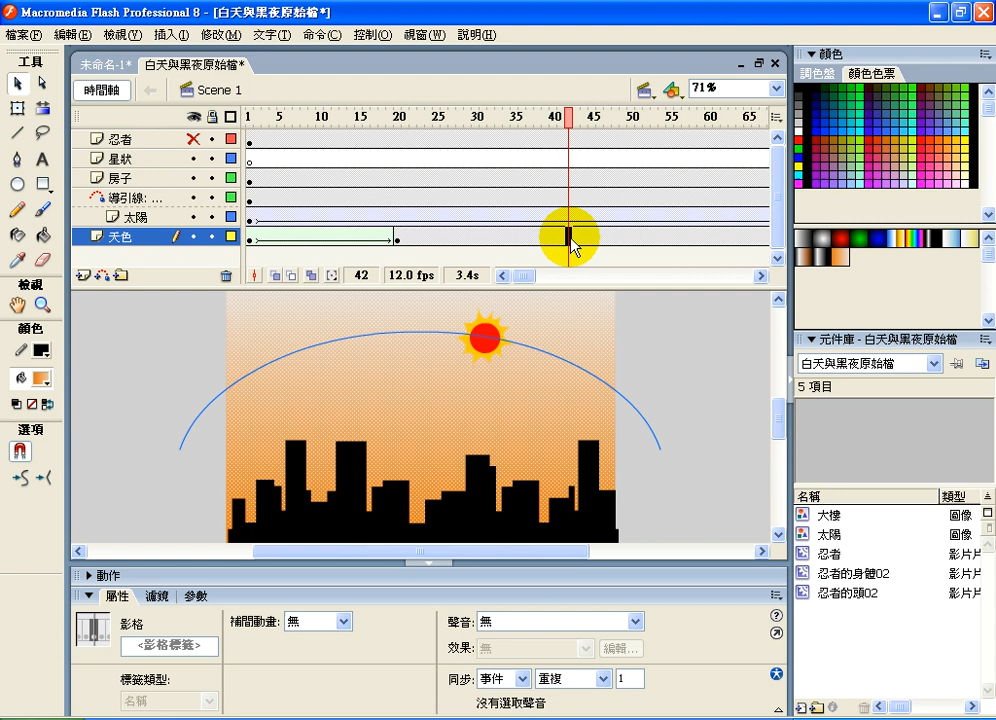 Macromedia Flash Professional 8 - [白天與黑夜原始檔*]
檔案(F) 編輯(E) 檢視(V) 插入(I) 修改(M) 文字(T) 命令(C) 控制(O) 視窗(W) 說明(H)
工具
未命名-1* 白天與黑夜原始檔*
時間軸 Scene 1 71%
1 5 10 15 20 25 30 35 40 45 50 55 60 65
忍者
星狀
房子
導引線: ...
太陽
天色
42 12.0 fps 3.4s
檢視
顏色
選項
動作
屬性 濾鏡 參數
影格
<影格標籤>
標籤類型:
名稱
補間動畫: 無
聲音: 無
效果: 無 編輯...
同步: 事件 重複 1
沒有選取聲音
顏色
調色盤 顏色色票
元件庫 - 白天與黑夜原始檔
白天與黑夜原始檔
5 項目
名稱 類型
大樓 圖像
太陽 圖像
忍者 影片片
忍者的身體02 影片片
忍者的頭02 影片片